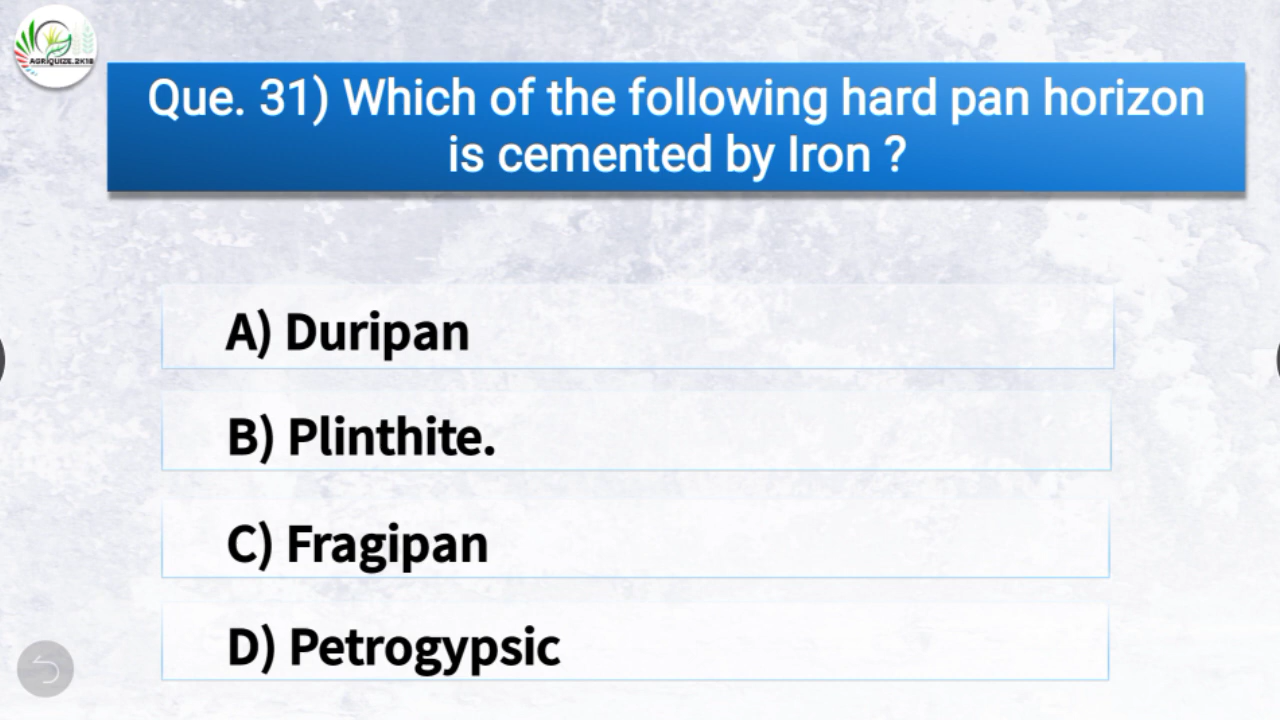 AGRIQUIZE.2K18
Que. 31) Which of the following hard pan horizon
is cemented by Iron ?
A) Duripan
B) Plinthite.
C) Fragipan
D) Petrogypsic